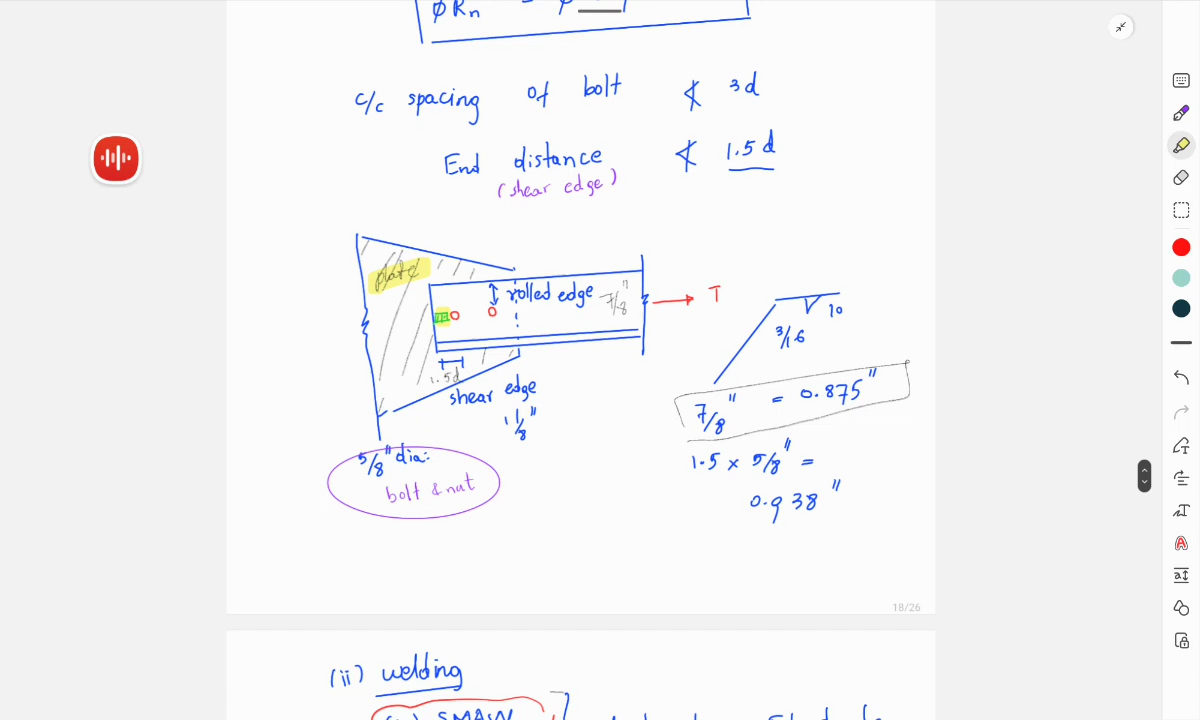 ϕRn = ϕ
c/c spacing of bolt ≮ 3d
End distance ≮ 1.5d
(shear edge)
plate
rolled edge 7/8"
T
10
3/16
1.5d
shear edge
1 1/8"
7/8" = 0.875"
5/8" dia:
bolt & nut
1.5 × 5/8" =
0.938"
18/26
(ii) welding
SMAW